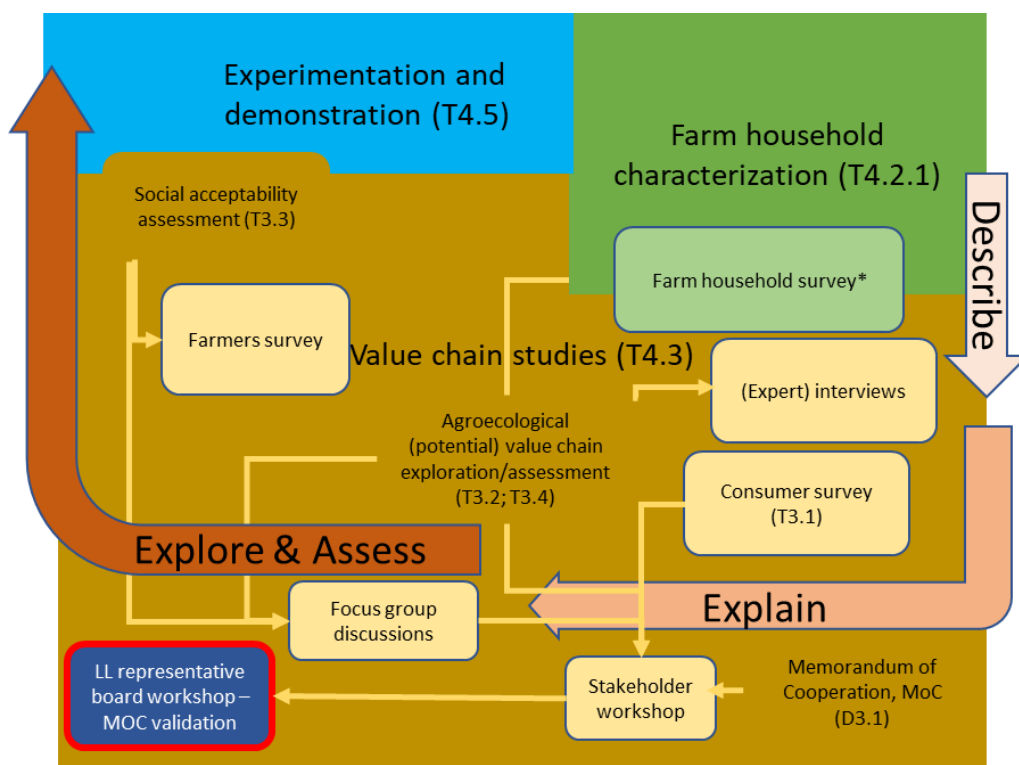 Experimentation and
demonstration (T4.5)
Farm household
characterization (T4.2.1)
Social acceptability
assessment (T3.3)
Describe
Farm household survey*
Farmers survey
Value chain studies (T4.3)
(Expert) interviews
Agroecological
(potential) value chain
exploration/assessment
(T3.2; T3.4)
Consumer survey
(T3.1)
Explore & Assess
Explain
Focus group
discussions
LL representative
board workshop –
MOC validation
Stakeholder
workshop
Memorandum of
Cooperation, MoC
(D3.1)